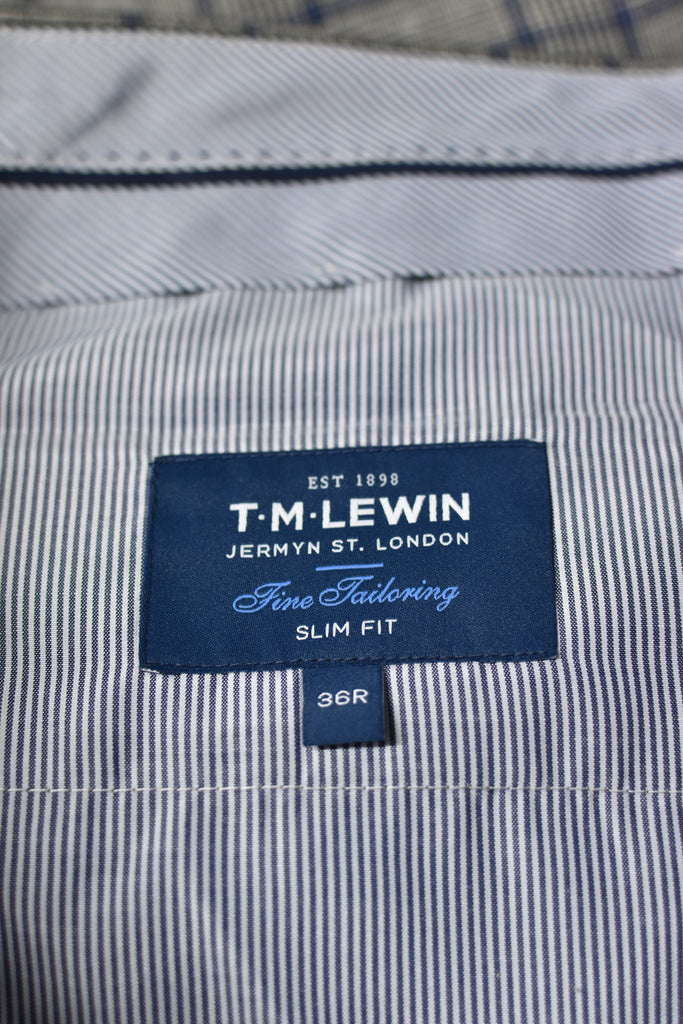 EST 1898
T·M·LEWIN
JERMYN ST. LONDON
Fine Tailoring
SLIM FIT
36R